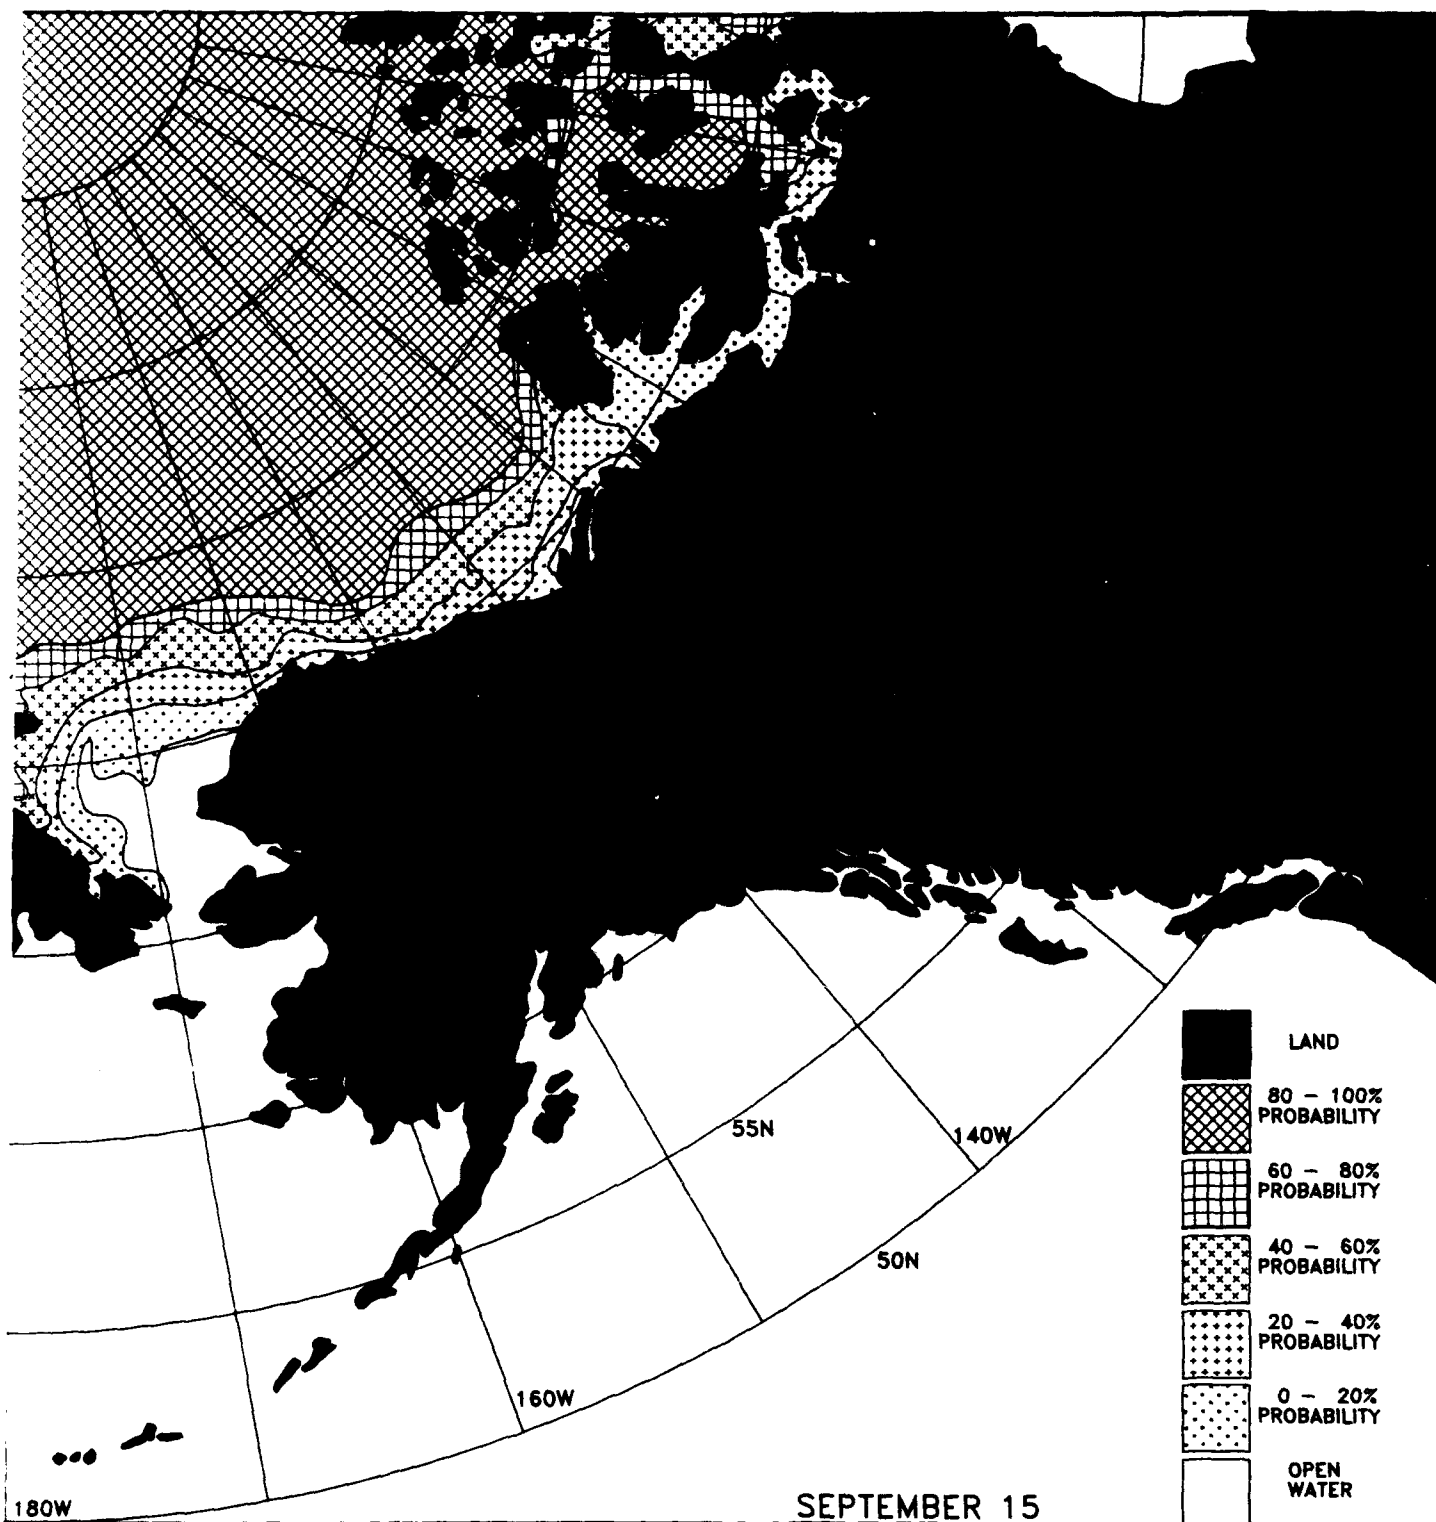 LAND
80 - 100%
PROBABILITY
60 - 80%
PROBABILITY
40 - 60%
PROBABILITY
20 - 40%
PROBABILITY
0 - 20%
PROBABILITY
OPEN
WATER
55N
140W
50N
160W
180W
SEPTEMBER 15